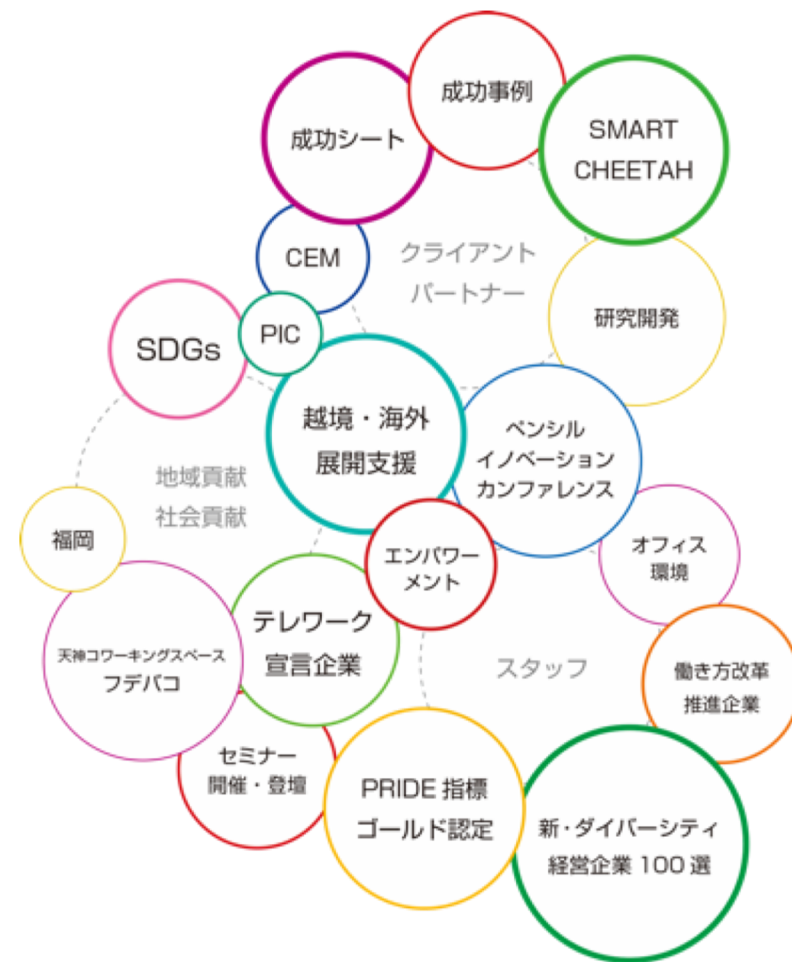 成功事例
成功シート
SMART
CHEETAH
CEM
クライアント
パートナー
研究開発
PIC
SDGs
越境・海外
展開支援
ペンシル
イノベーション
カンファレンス
地域貢献
社会貢献
福岡
エンパワー
メント
オフィス
環境
テレワーク
宣言企業
天神コワーキングスペース
フデバコ
スタッフ
働き方改革
推進企業
セミナー
開催・登壇
PRIDE 指標
ゴールド認定
新・ダイバーシティ
経営企業 100 選